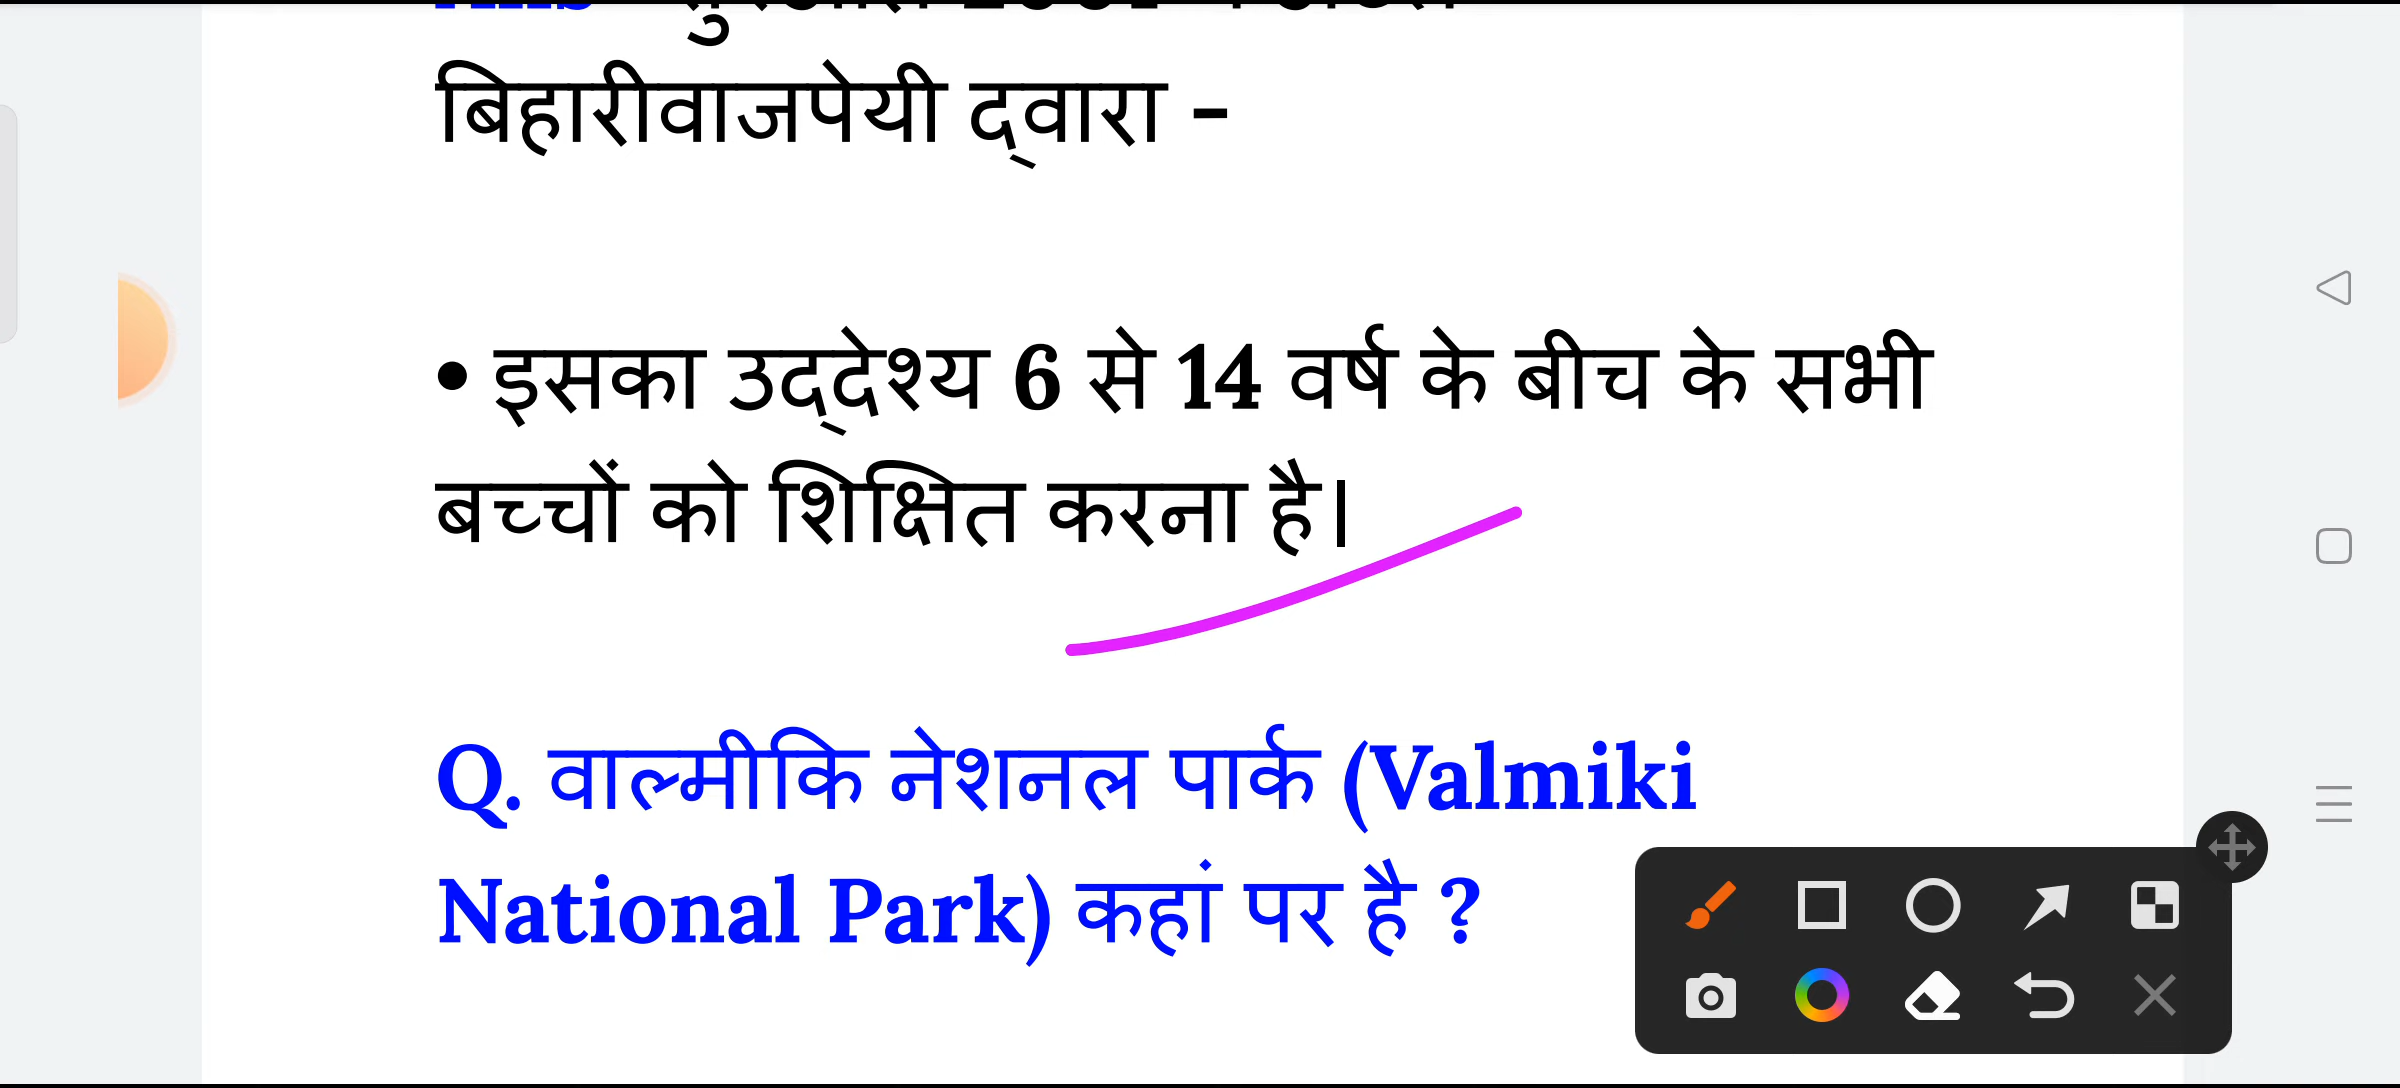 बिहारीवाजपेयी द्‌वारा -
• इसका उद्‌देश्य 6 से 14 वर्ष के बीच के सभी
बच्चों को शिक्षित करना है।
Q. वाल्मीकि नेशनल पार्क (Valmiki
National Park) कहां पर है ?